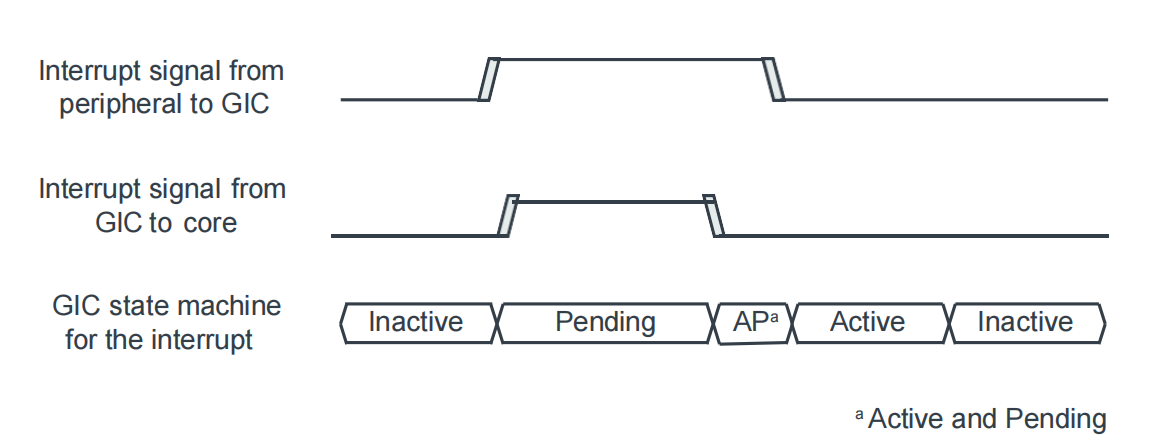 Interrupt signal from
peripheral to GIC
Interrupt signal from
GIC to core
GIC state machine
for the interrupt
Inactive
Pending
APᵃ
Active
Inactive
ᵃ Active and Pending